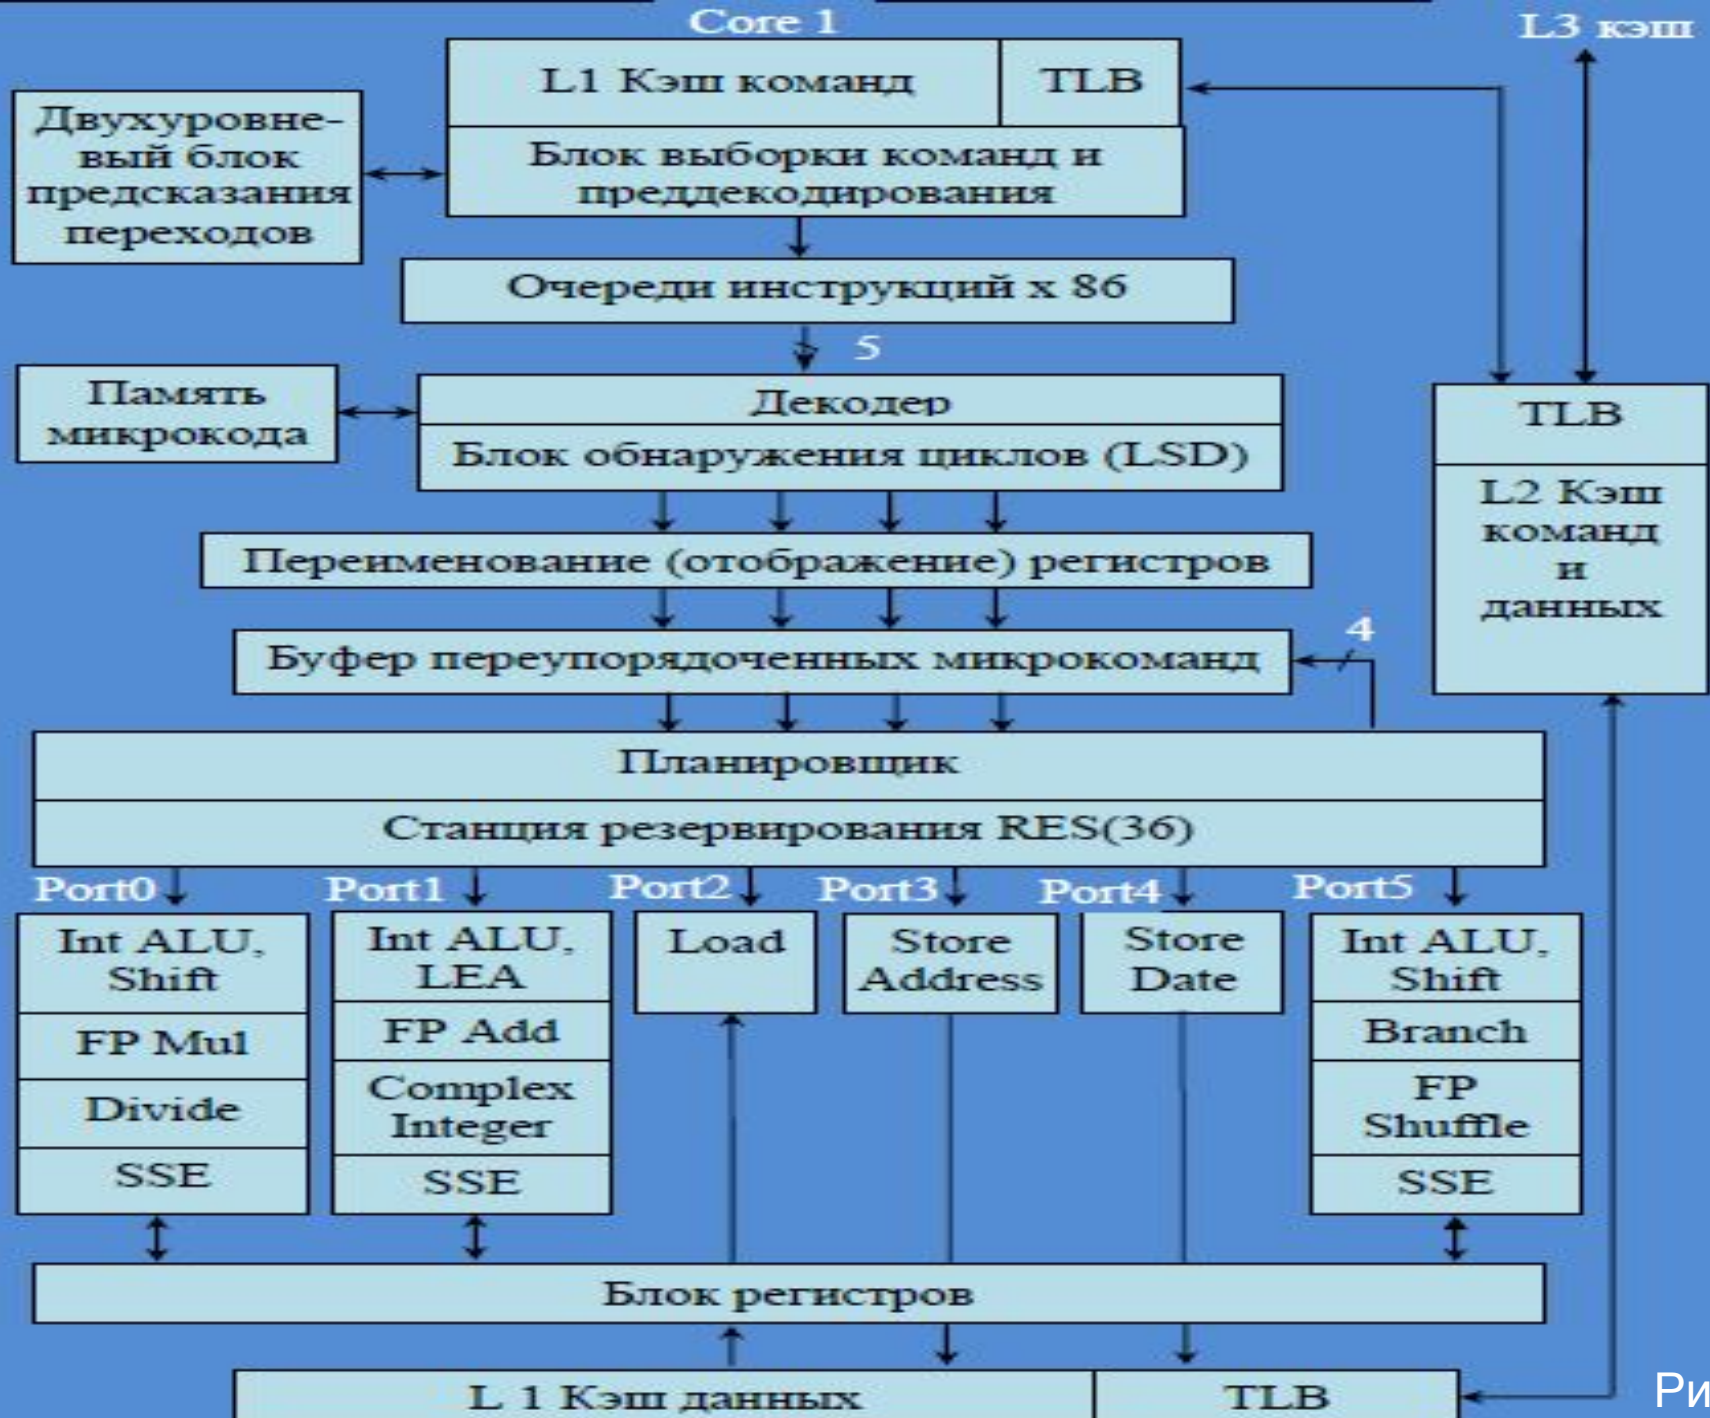 Core 1
L3 кэш
L1 Кэш команд
TLB
Двухуровне-
вый блок
предсказания
переходов
Блок выборки команд и
преддекодирования
Очереди инструкций x 86
5
Память
микрокода
Декодер
Блок обнаружения циклов (LSD)
TLB
L2 Кэш
команд
и
данных
Переименование (отображение) регистров
4
Буфер переупорядоченных микрокоманд
Планировщик
Станция резервирования RES(36)
Port0
Port1
Port2
Port3
Port4
Port5
Int ALU,
Shift
FP Mul
Divide
SSE
Int ALU,
LEA
FP Add
Complex
Integer
SSE
Load
Store
Address
Store
Date
Int ALU,
Shift
Branch
FP
Shuffle
SSE
Блок регистров
L 1 Кэш данных
TLB
Ри